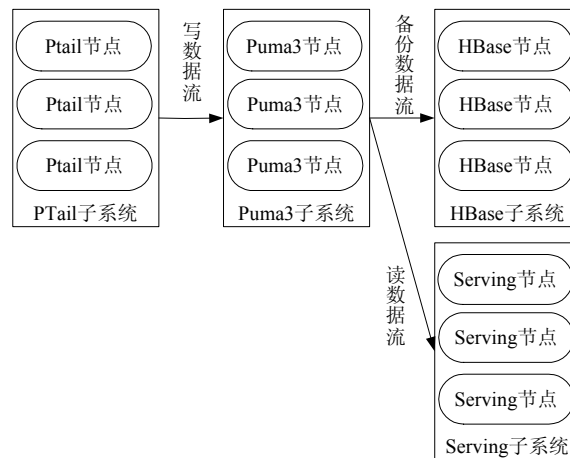 Ptail节点
Ptail节点
Ptail节点
PTail子系统
写数据流
Puma3节点
Puma3节点
Puma3节点
Puma3子系统
备份数据流
HBase节点
HBase节点
HBase节点
HBase子系统
读数据流
Serving节点
Serving节点
Serving节点
Serving子系统